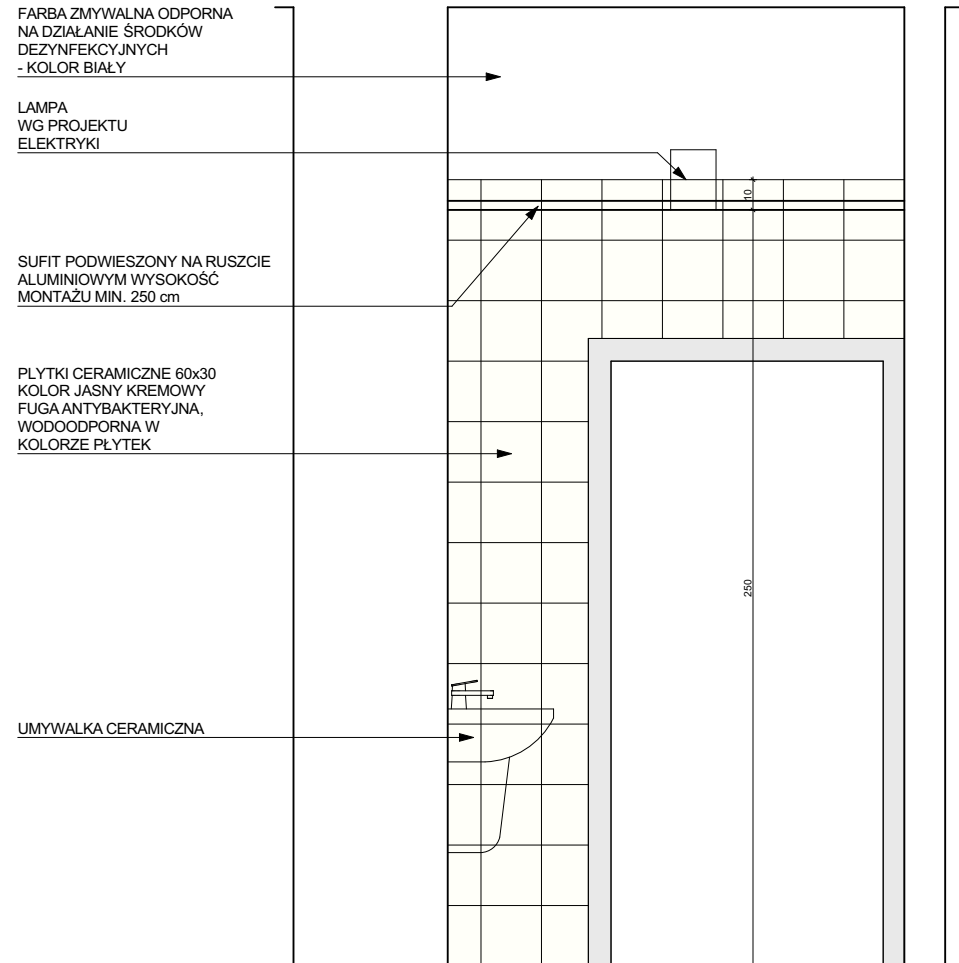 FARBA ZMYWALNA ODPORNA
NA DZIAŁANIE ŚRODKÓW
DEZYNFEKCYJNYCH
- KOLOR BIAŁY
LAMPA
WG PROJEKTU
ELEKTRYKI
10
SUFIT PODWIESZONY NA RUSZCIE
ALUMINIOWYM WYSOKOŚĆ
MONTAŻU MIN. 250 cm
PLYTKI CERAMICZNE 60x30
KOLOR JASNY KREMOWY
FUGA ANTYBAKTERYJNA,
WODOODPORNA W
KOLORZE PŁYTEK
250
UMYWALKA CERAMICZNA